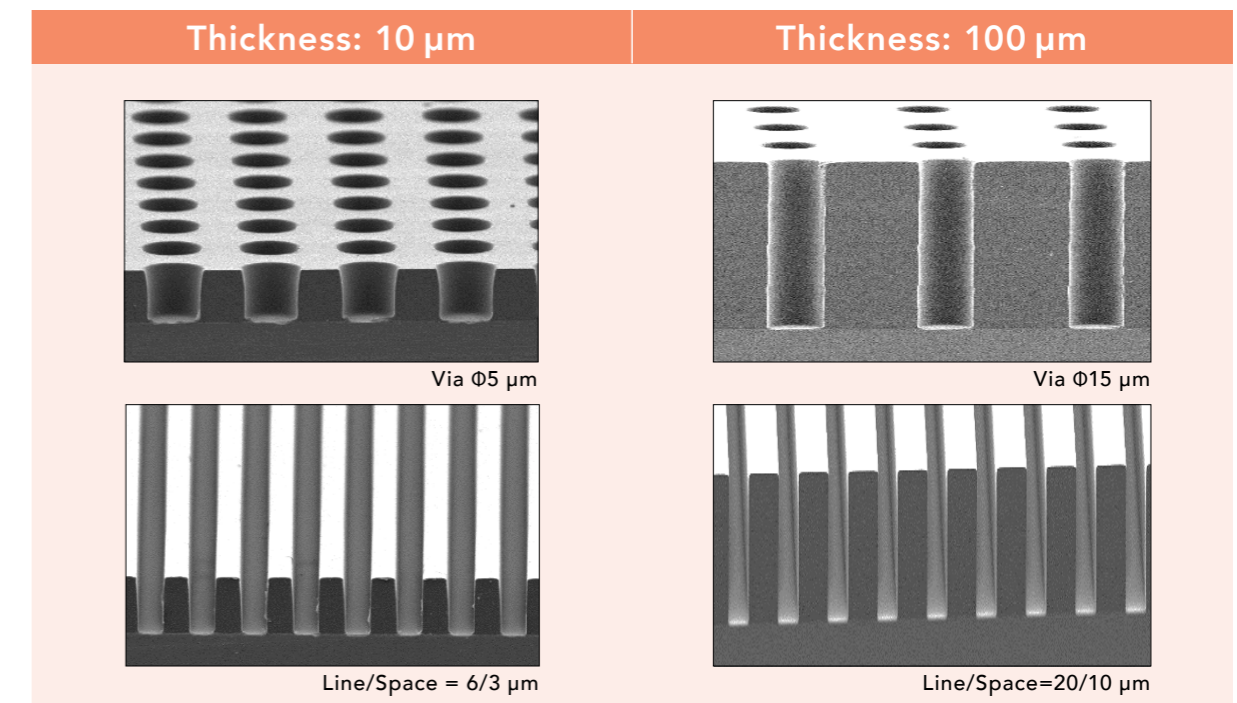 Thickness: 10 μm
Thickness: 100 μm
Via Φ5 μm
Via Φ15 μm
Line/Space = 6/3 μm
Line/Space=20/10 μm